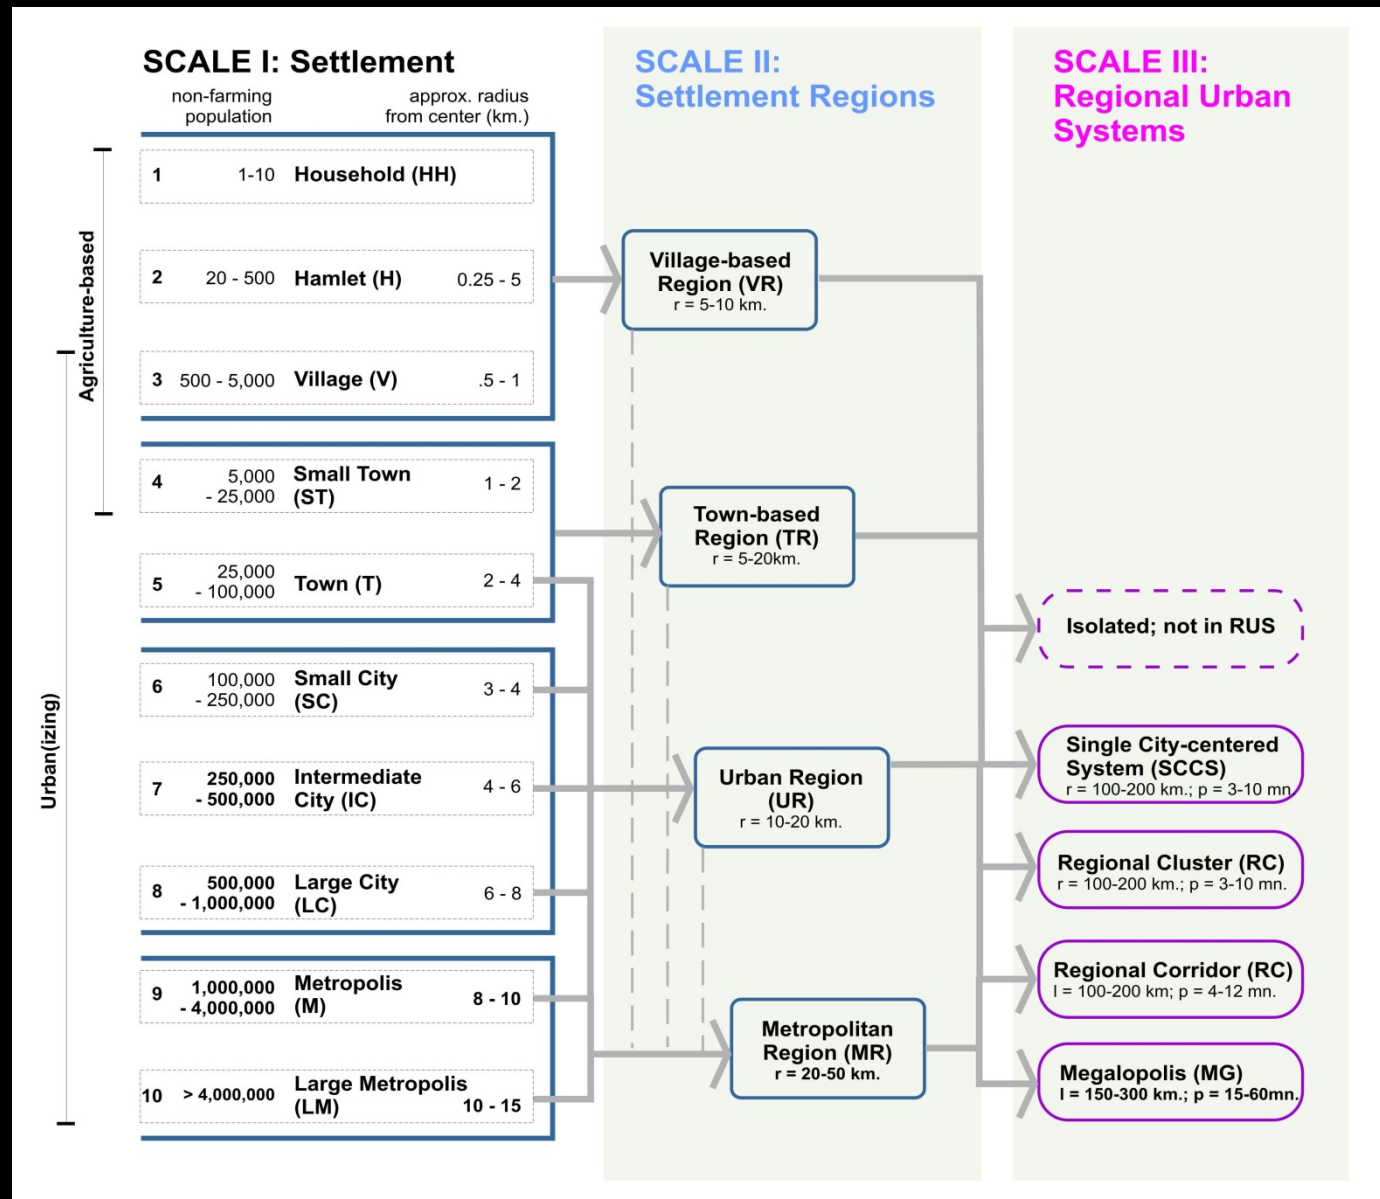 SCALE I: Settlement
non-farming
population
approx. radius
from center (km.)
Agriculture-based
Urban(izing)
1 1-10 Household (HH)
2 20 - 500 Hamlet (H) 0.25 - 5
3 500 - 5,000 Village (V) .5 - 1
4 5,000
- 25,000
Small Town
(ST)
1 - 2
5 25,000
- 100,000
Town (T)
2 - 4
6 100,000
- 250,000
Small City
(SC)
3 - 4
7 250,000
- 500,000
Intermediate
City (IC)
4 - 6
8 500,000
- 1,000,000
Large City
(LC)
6 - 8
9 1,000,000
- 4,000,000
Metropolis
(M)
8 - 10
10 > 4,000,000
Large Metropolis
(LM)
10 - 15
SCALE II:
Settlement Regions
Village-based
Region (VR)
r = 5-10 km.
Town-based
Region (TR)
r = 5-20km.
Urban Region
(UR)
r = 10-20 km.
Metropolitan
Region (MR)
r = 20-50 km.
SCALE III:
Regional Urban
Systems
Isolated; not in RUS
Single City-centered
System (SCCS)
r = 100-200 km.; p = 3-10 mn.
Regional Cluster (RC)
r = 100-200 km.; p = 3-10 mn.
Regional Corridor (RC)
l = 100-200 km; p = 4-12 mn.
Megalopolis (MG)
l = 150-300 km.; p = 15-60mn.